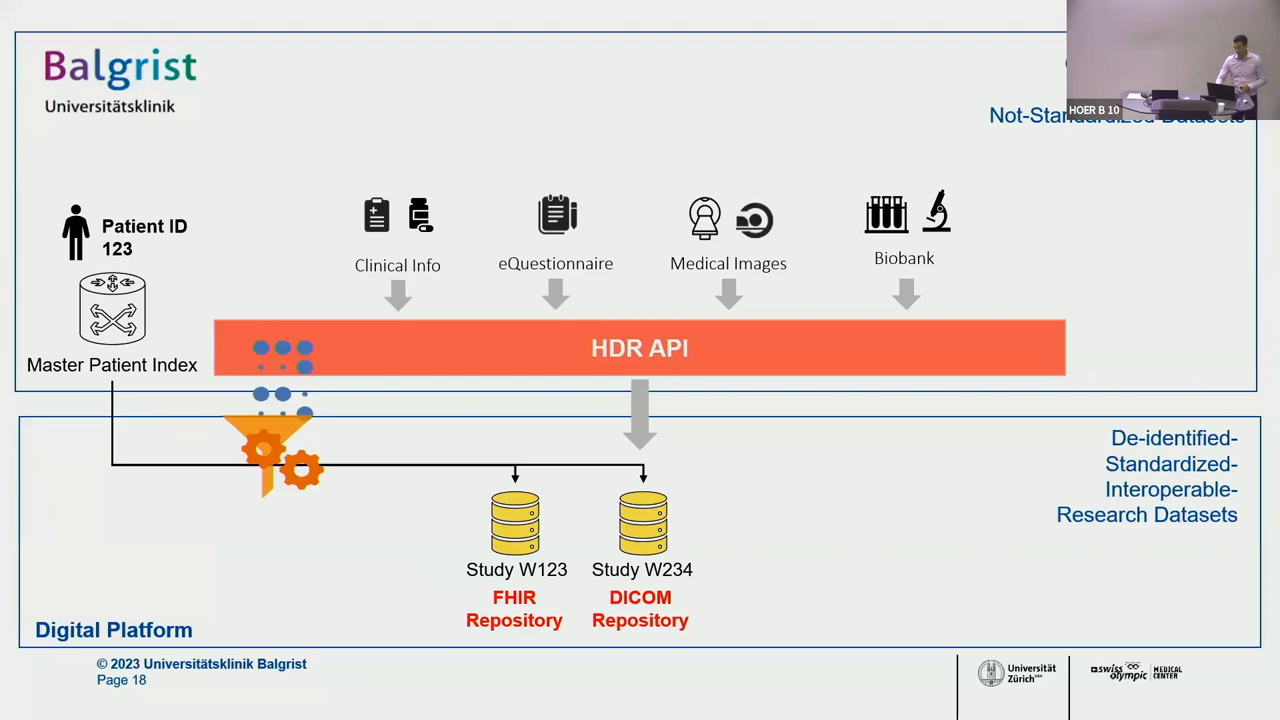 Balgrist
Universitätsklinik
HOER B 10
Not-Standardized Datasets
Patient ID
123
Master Patient Index
Clinical Info
eQuestionnaire
Medical Images
Biobank
HDR API
De-identified-
Standardized-
Interoperable-
Research Datasets
Study W123
FHIR
Repository
Study W234
DICOM
Repository
Digital Platform
© 2023 Universitätsklinik Balgrist
Page 18
Universität
Zürich UZH
swiss
olympic
MEDICAL
CENTER